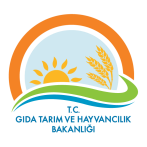 T.C.
GIDA TARIM VE HAYVANCILIK
BAKANLIĞI